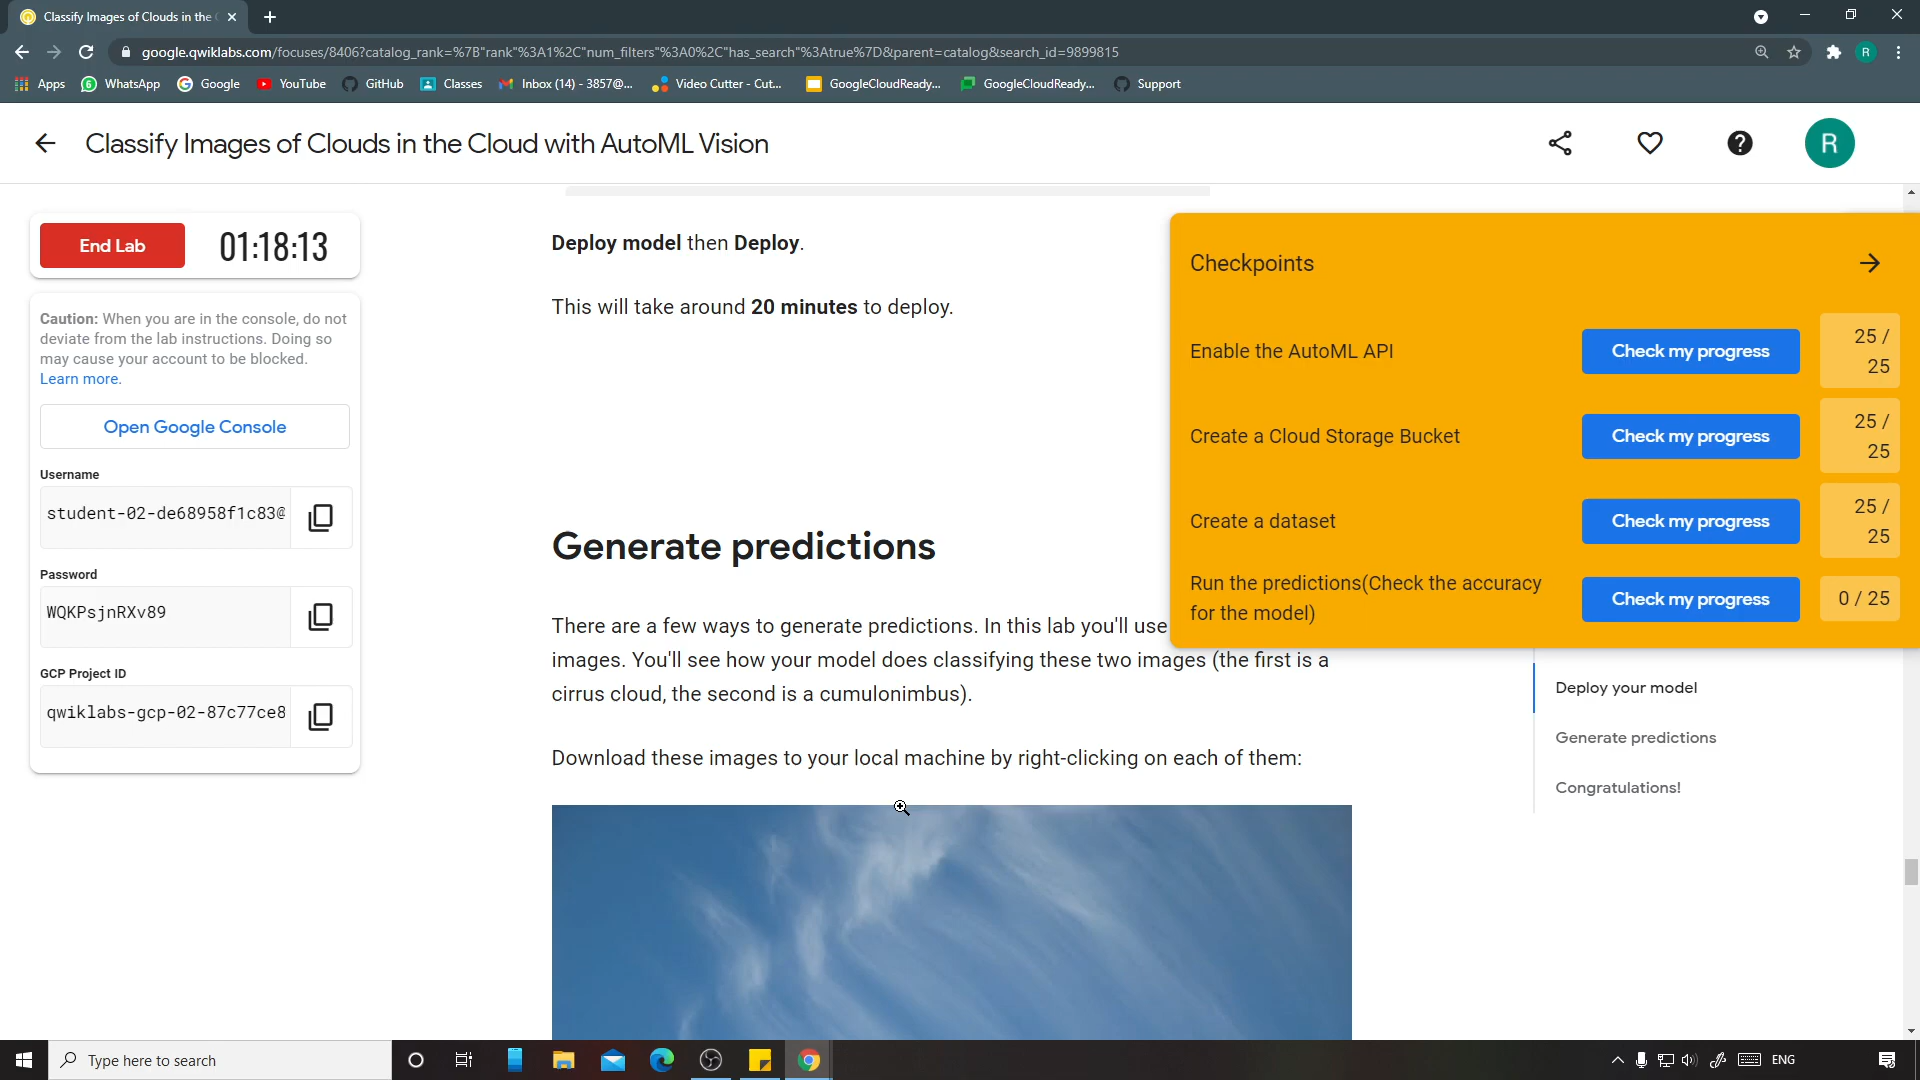 Classify Images of Clouds in the
google.qwiklabs.com/focuses/8406?catalog_rank=%7B"rank"%3A1%2C"num_filters"%3A0%2C"has_search"%3Atrue%7D&parent=catalog&search_id=9899815
R
Apps
WhatsApp
Google
YouTube
GitHub
Classes
Inbox (14) - 3857@...
Video Cutter - Cut...
GoogleCloudReady...
GoogleCloudReady...
Support
Classify Images of Clouds in the Cloud with AutoML Vision
R
End Lab
01:18:13
Caution: When you are in the console, do not
deviate from the lab instructions. Doing so
may cause your account to be blocked.
Learn more.
Open Google Console
Username
student-02-de68958f1c83@
Password
WQKPsjnRXv89
GCP Project ID
qwiklabs-gcp-02-87c77ce8
Deploy model then Deploy.
This will take around 20 minutes to deploy.
Generate predictions
There are a few ways to generate predictions. In this lab you'll use
images. You'll see how your model does classifying these two images (the first is a
cirrus cloud, the second is a cumulonimbus).
Download these images to your local machine by right-clicking on each of them:
Checkpoints
Enable the AutoML API
Check my progress
25 /
25
Create a Cloud Storage Bucket
Check my progress
25 /
25
Create a dataset
Check my progress
25 /
25
Run the predictions(Check the accuracy
for the model)
Check my progress
0 / 25
Deploy your model
Generate predictions
Congratulations!
Type here to search
ENG